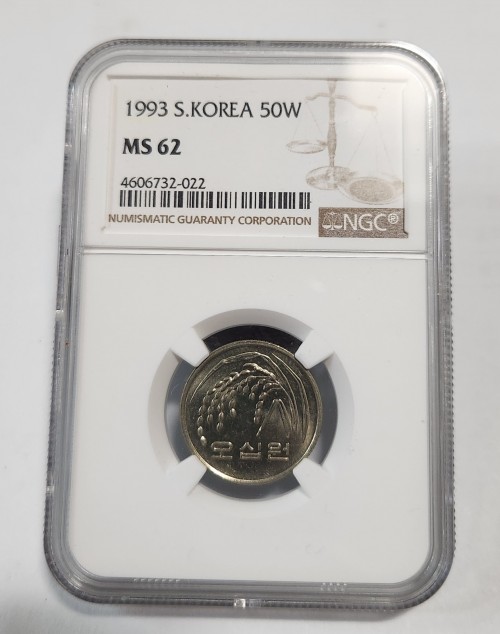 1993 S.KOREA 50W
MS 62
4606732-022
NUMISMATIC GUARANTY CORPORATION
NGC®
오십원